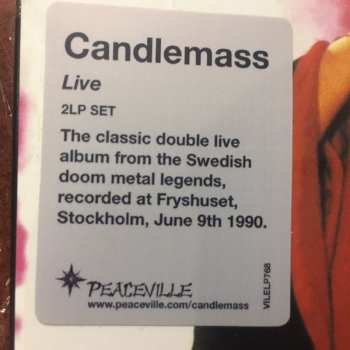 Candlemass
Live
2LP SET
The classic double live
album from the Swedish
doom metal legends,
recorded at Fryshuset,
Stockholm, June 9th 1990.
PEACEVILLE
www.peaceville.com/candlemass
VILELP768